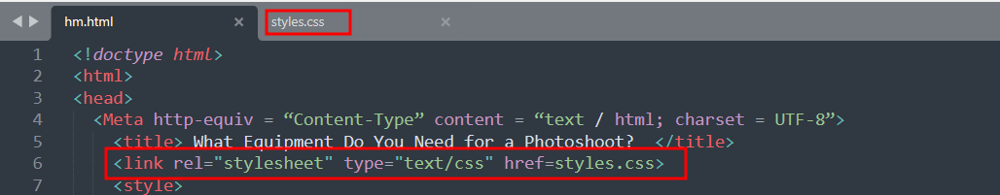 hm.html × styles.css ×
1 <!doctype html>
2 <html>
3 <head>
4 <Meta http-equiv = “Content-Type” content = “text / html; charset = UTF-8”>
5 <title> What Equipment Do You Need for a Photoshoot?  </title>
6 <link rel="stylesheet" type="text/css" href=styles.css>
7 <style>